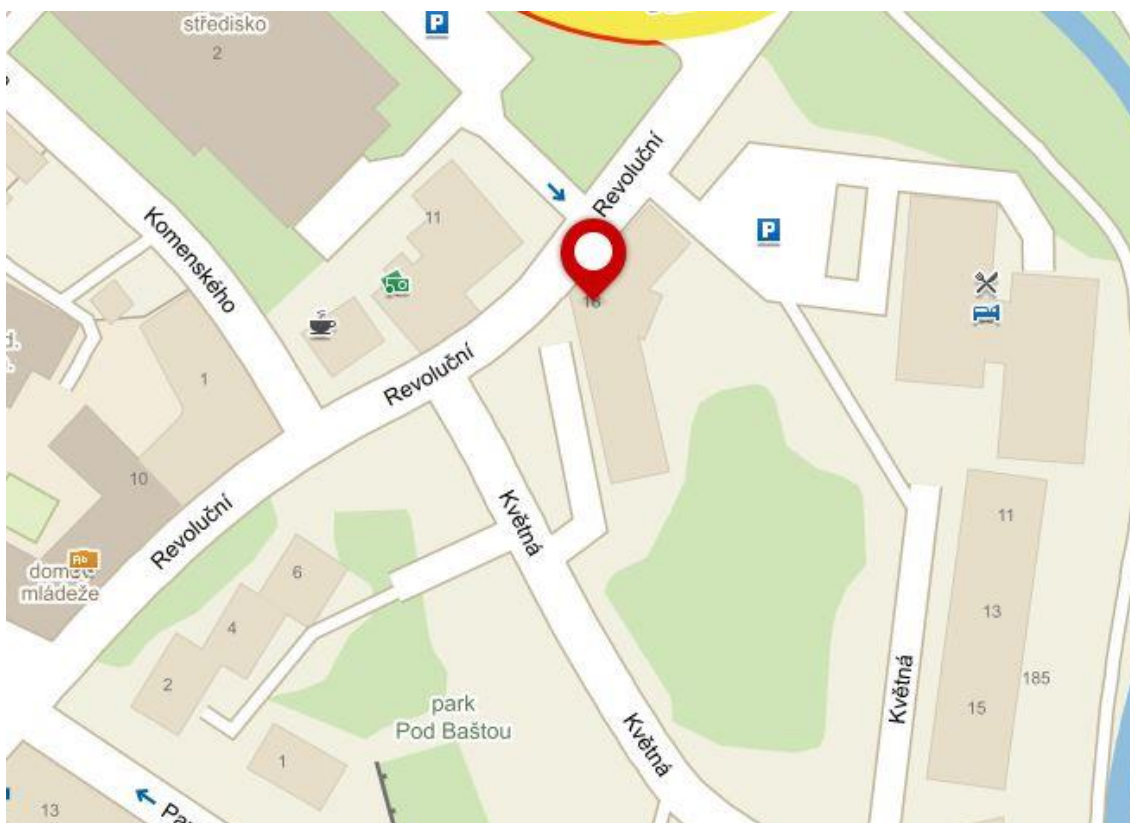 středisko
2
P
Revoluční
Komenského
11
P
16
Revoluční
1
10
Květná
11
Revoluční
domov
mládeže
6
4
13
2
Květná
185
15
park
Pod Baštou
Květná
1
13